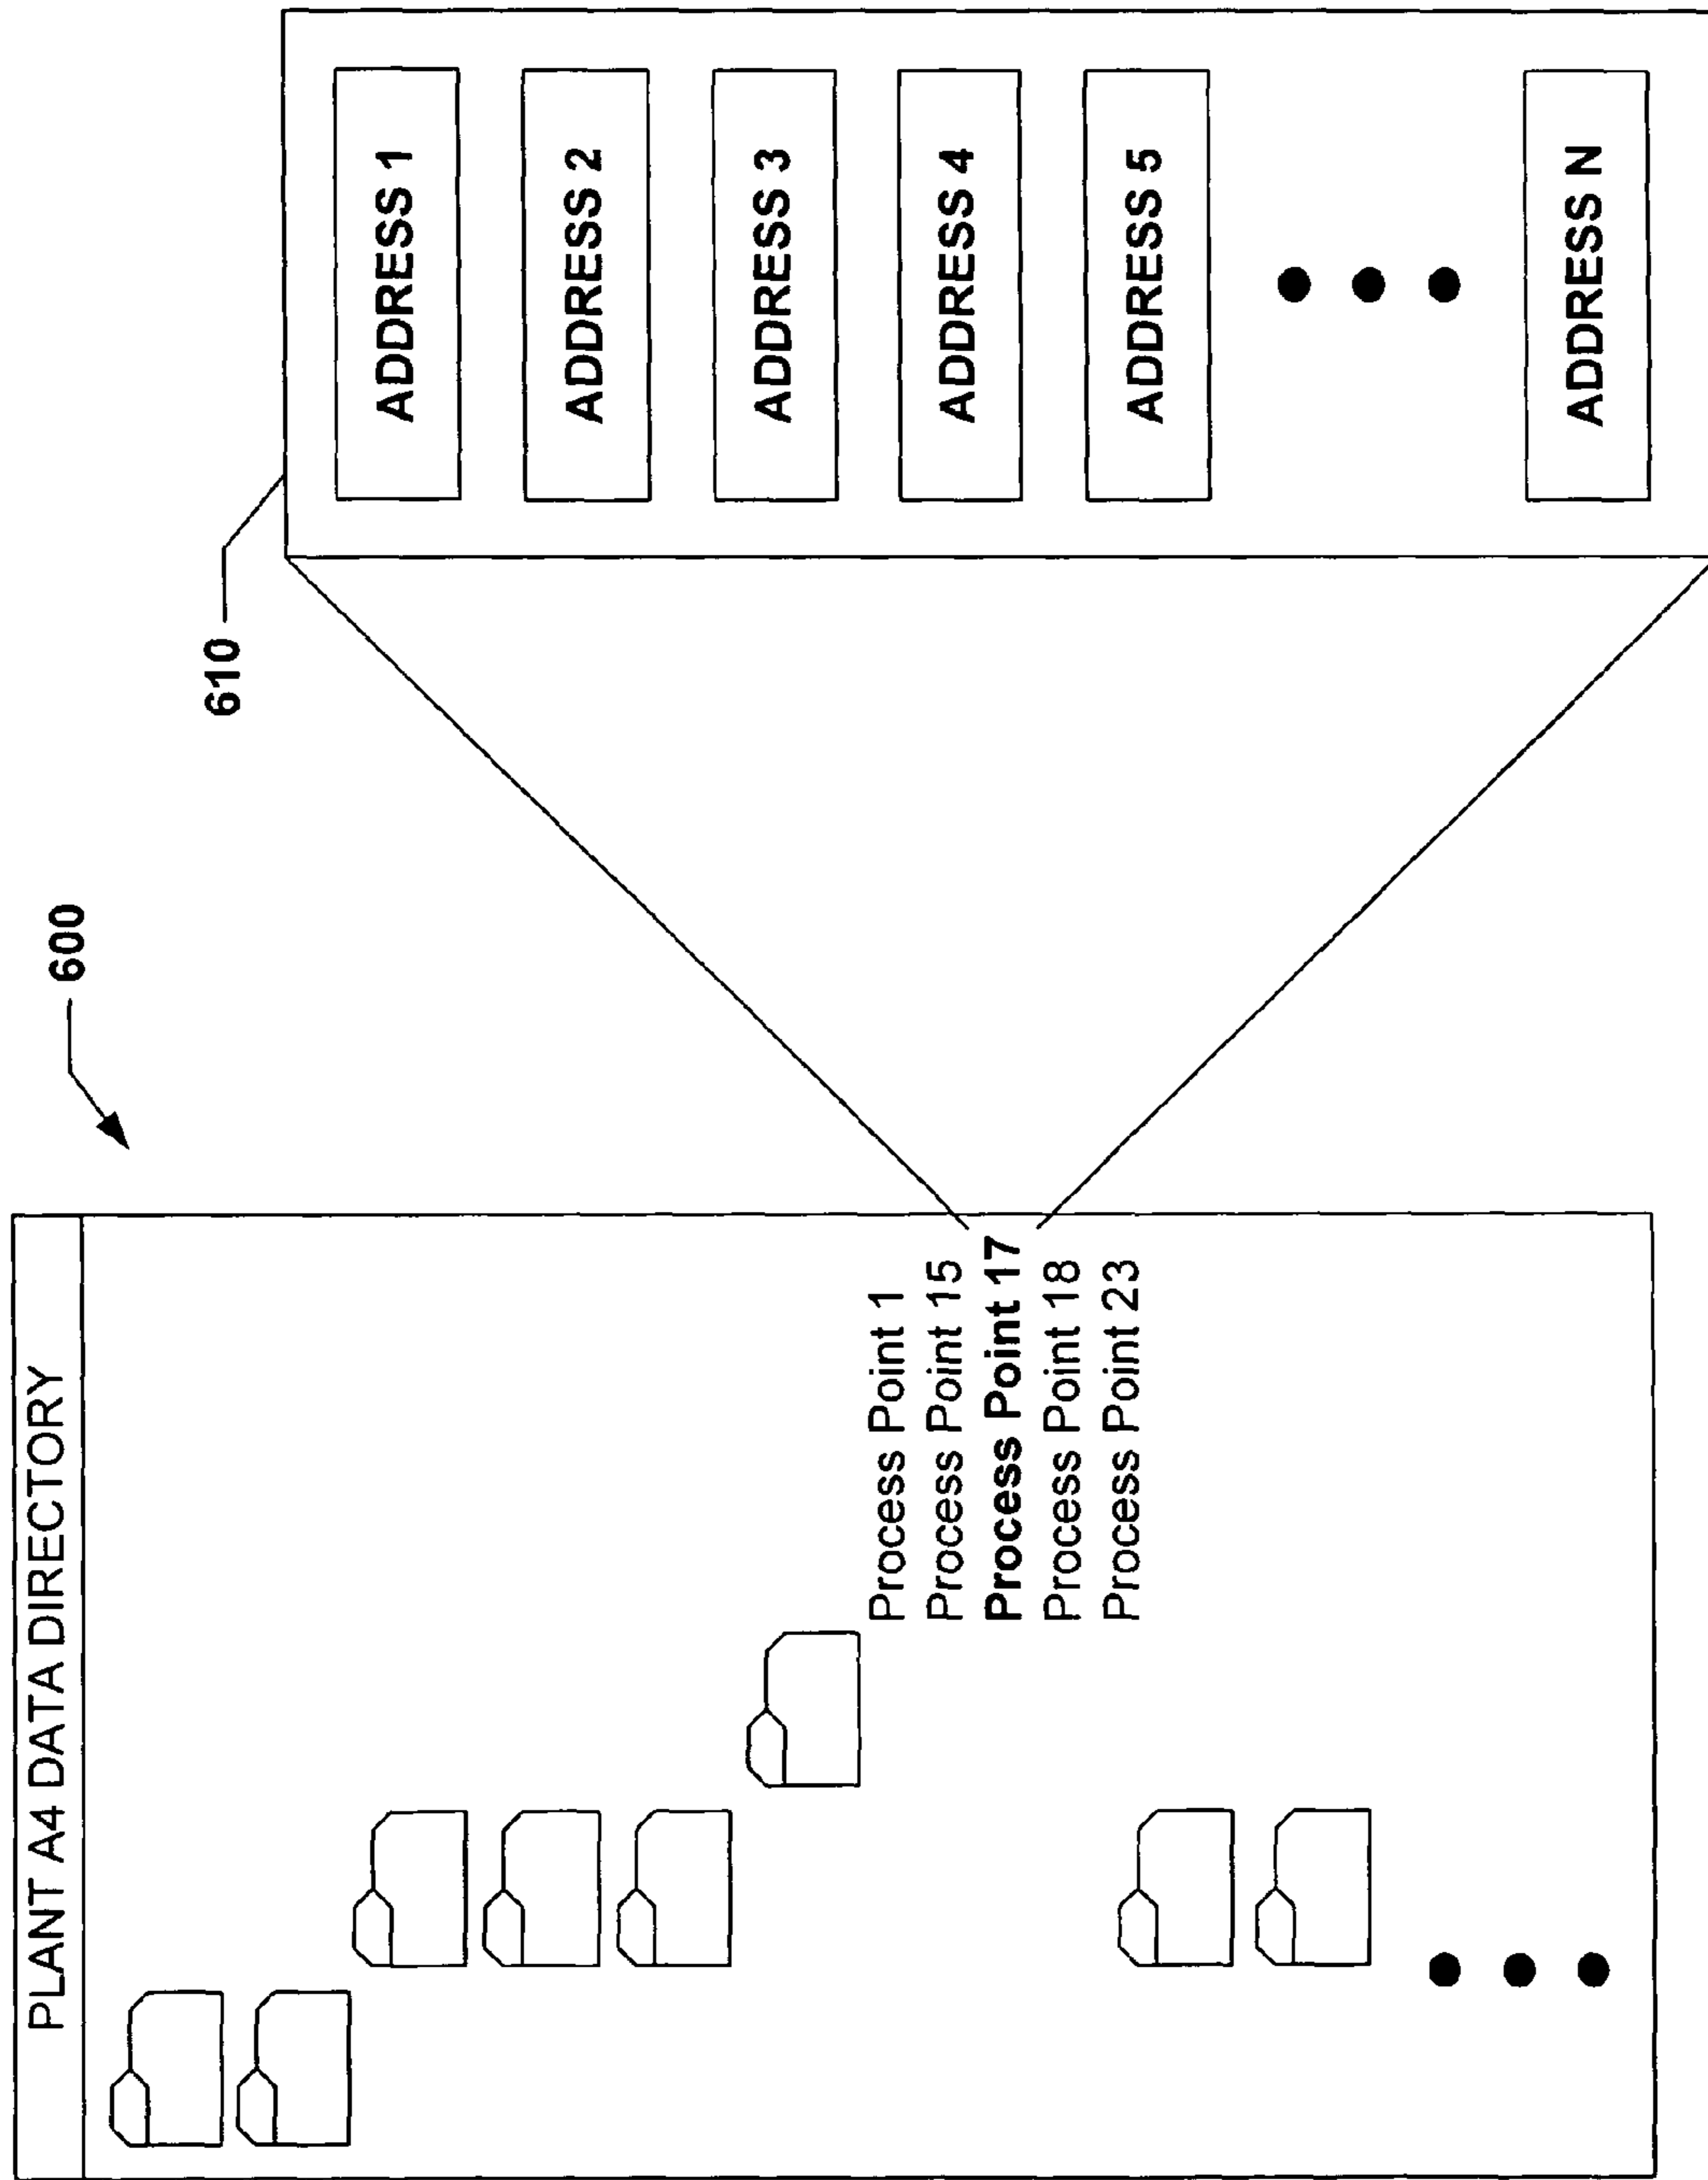 600
PLANT A4 DATA DIRECTORY
Process Point 1
Process Point 15
Process Point 17
Process Point 18
Process Point 23
610
ADDRESS 1
ADDRESS 2
ADDRESS 3
ADDRESS 4
ADDRESS 5
ADDRESS N